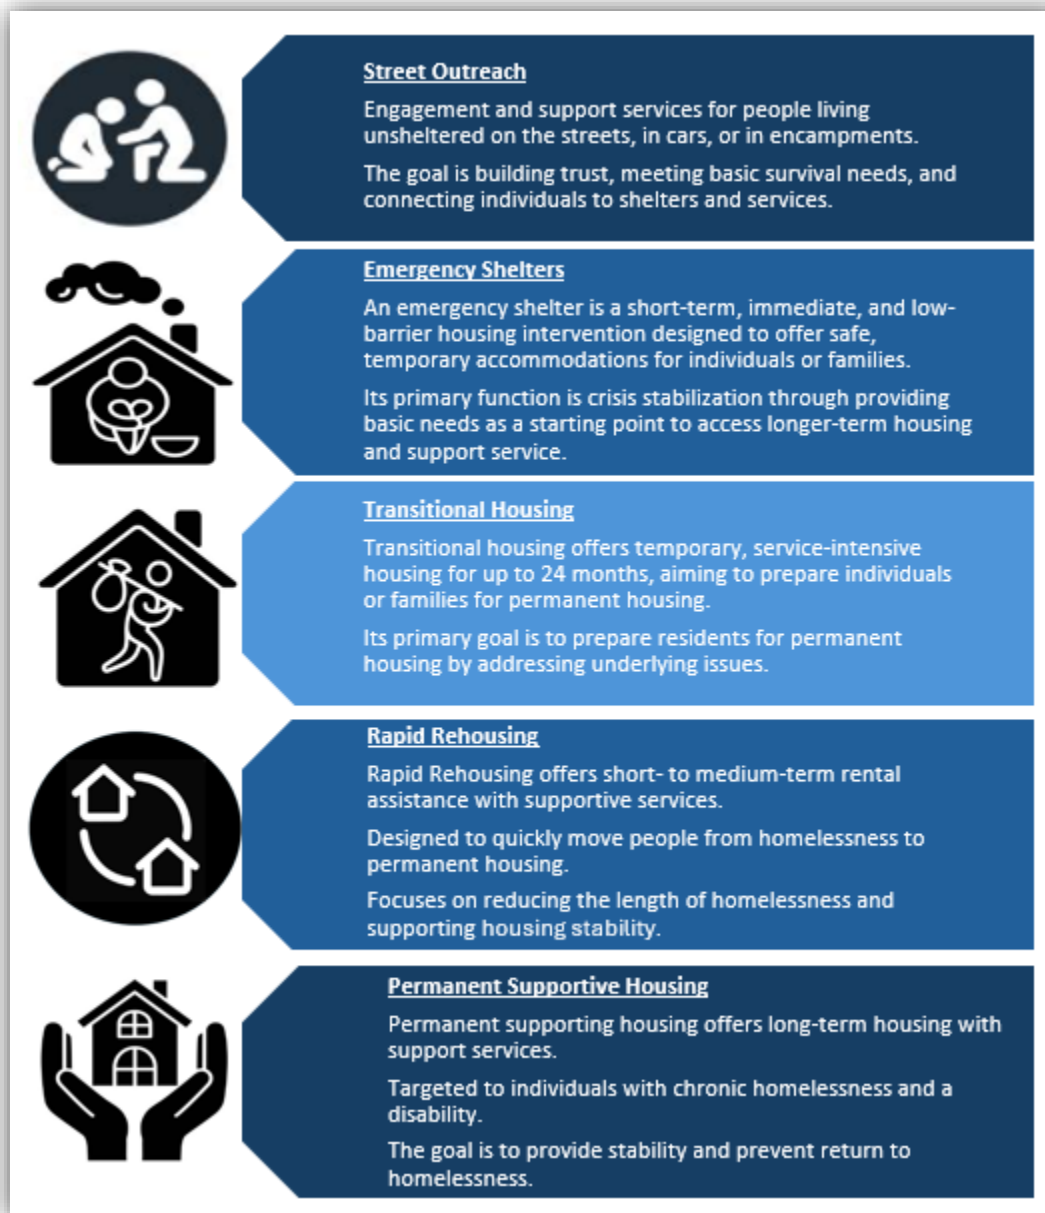 Street Outreach
Engagement and support services for people living
unsheltered on the streets, in cars, or in encampments.
The goal is building trust, meeting basic survival needs, and
connecting individuals to shelters and services.
Emergency Shelters
An emergency shelter is a short-term, immediate, and low-
barrier housing intervention designed to offer safe,
temporary accommodations for individuals or families.
Its primary function is crisis stabilization through providing
basic needs as a starting point to access longer-term housing
and support service.
Transitional Housing
Transitional housing offers temporary, service-intensive
housing for up to 24 months, aiming to prepare individuals
or families for permanent housing.
Its primary goal is to prepare residents for permanent
housing by addressing underlying issues.
Rapid Rehousing
Rapid Rehousing offers short- to medium-term rental
assistance with supportive services.
Designed to quickly move people from homelessness to
permanent housing.
Focuses on reducing the length of homelessness and
supporting housing stability.
Permanent Supportive Housing
Permanent supporting housing offers long-term housing with
support services.
Targeted to individuals with chronic homelessness and a
disability.
The goal is to provide stability and prevent return to
homelessness.